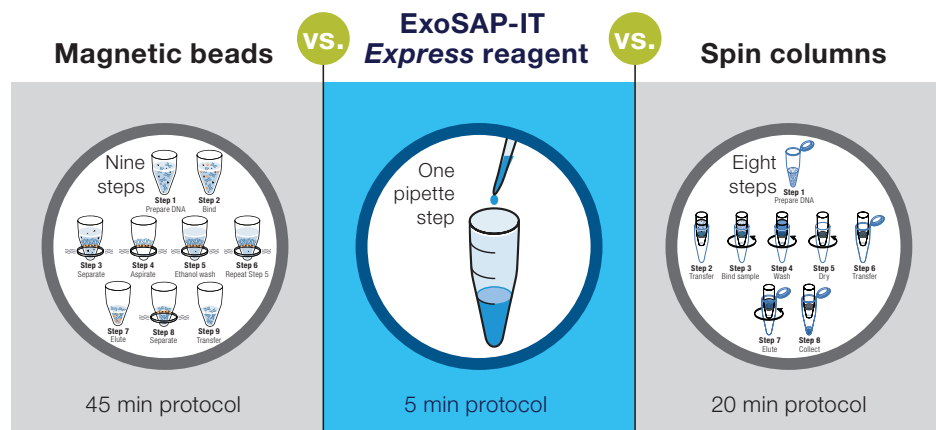 Magnetic beads
vs.
ExoSAP-IT
Express reagent
vs.
Spin columns
Nine
steps
Step 1
Prepare DNA
Step 2
Bind
Step 3
Separate
Step 4
Aspirate
Step 5
Ethanol wash
Step 6
Repeat Step 5
Step 7
Elute
Step 8
Separate
Step 9
Transfer
45 min protocol
One
pipette
step
5 min protocol
Eight
steps
Step 1
Prepare DNA
Step 2
Transfer
Step 3
Bind sample
Step 4
Wash
Step 5
Dry
Step 6
Transfer
Step 7
Elute
Step 8
Collect
20 min protocol